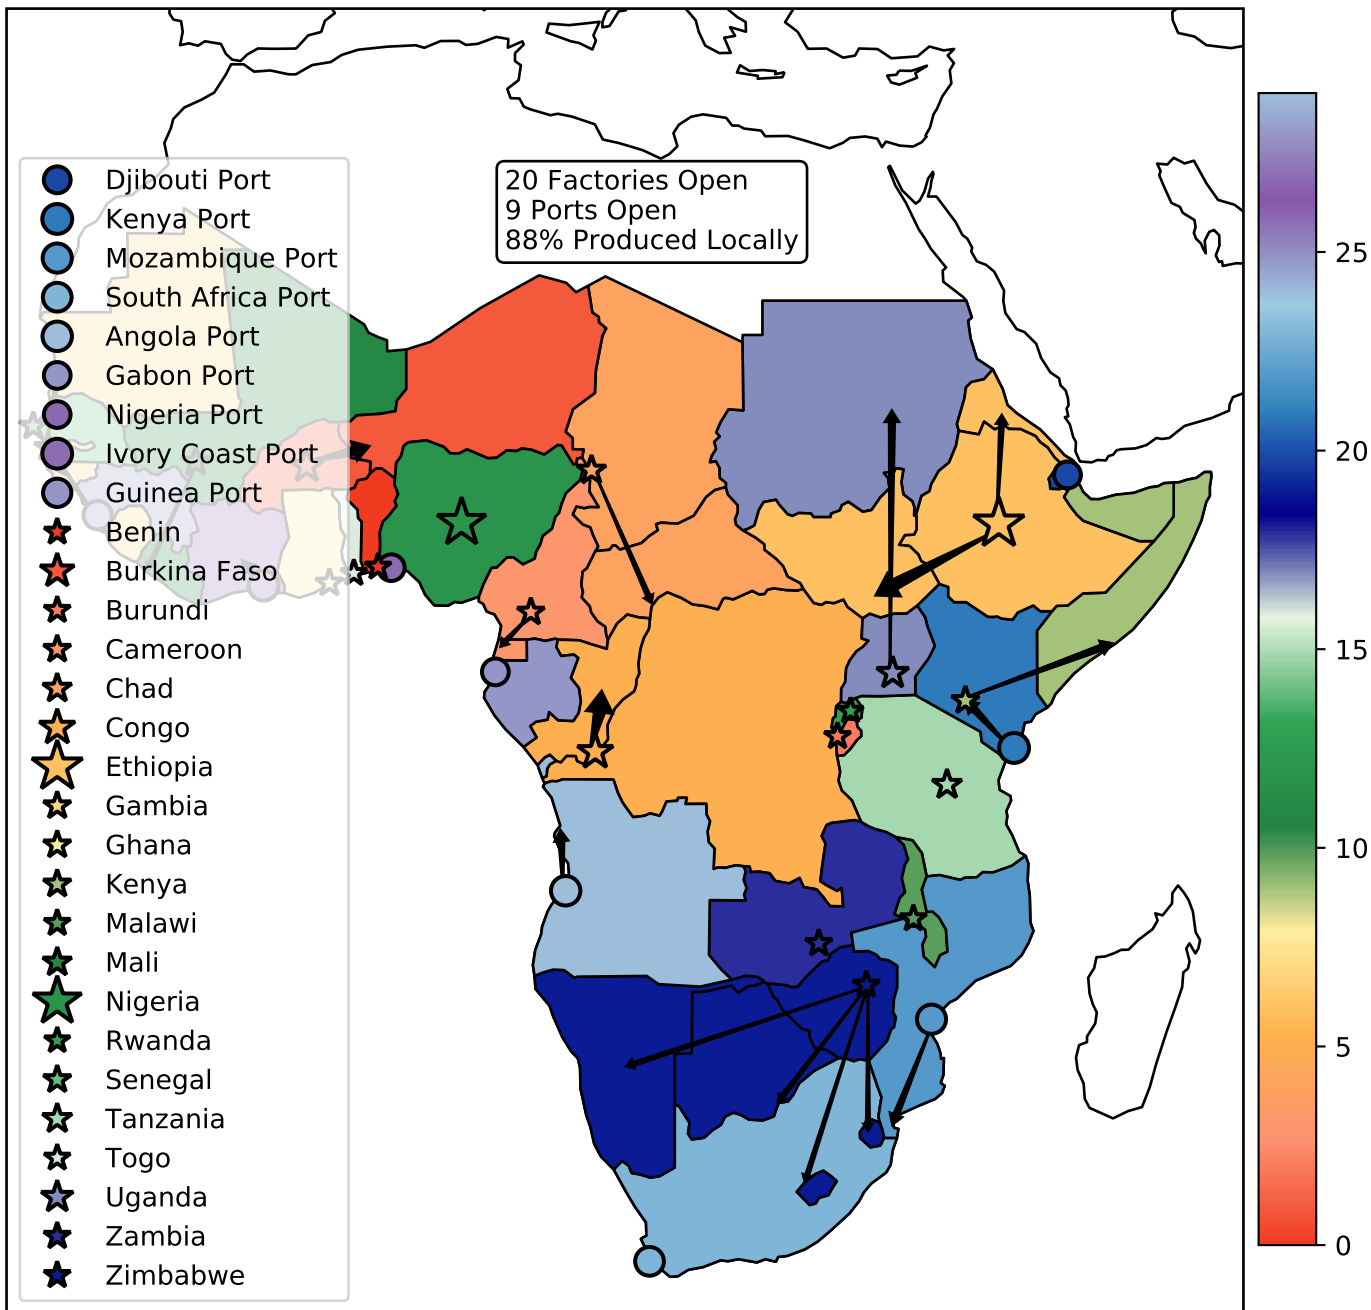 20 Factories Open
9 Ports Open
88% Produced Locally
Djibouti Port
Kenya Port
Mozambique Port
South Africa Port
Angola Port
Gabon Port
Nigeria Port
Ivory Coast Port
Guinea Port
Benin
Burkina Faso
Burundi
Cameroon
Chad
Congo
Ethiopia
Gambia
Ghana
Kenya
Malawi
Mali
Nigeria
Rwanda
Senegal
Tanzania
Togo
Uganda
Zambia
Zimbabwe
25
20
15
10
5
0